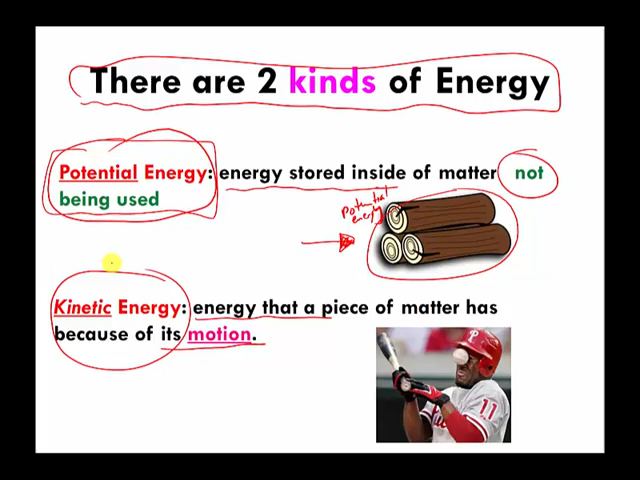 There are 2 kinds of Energy
Potential Energy: energy stored inside of matter not
being used
Potential
energy
Kinetic Energy: energy that a piece of matter has
because of its motion.
P
11